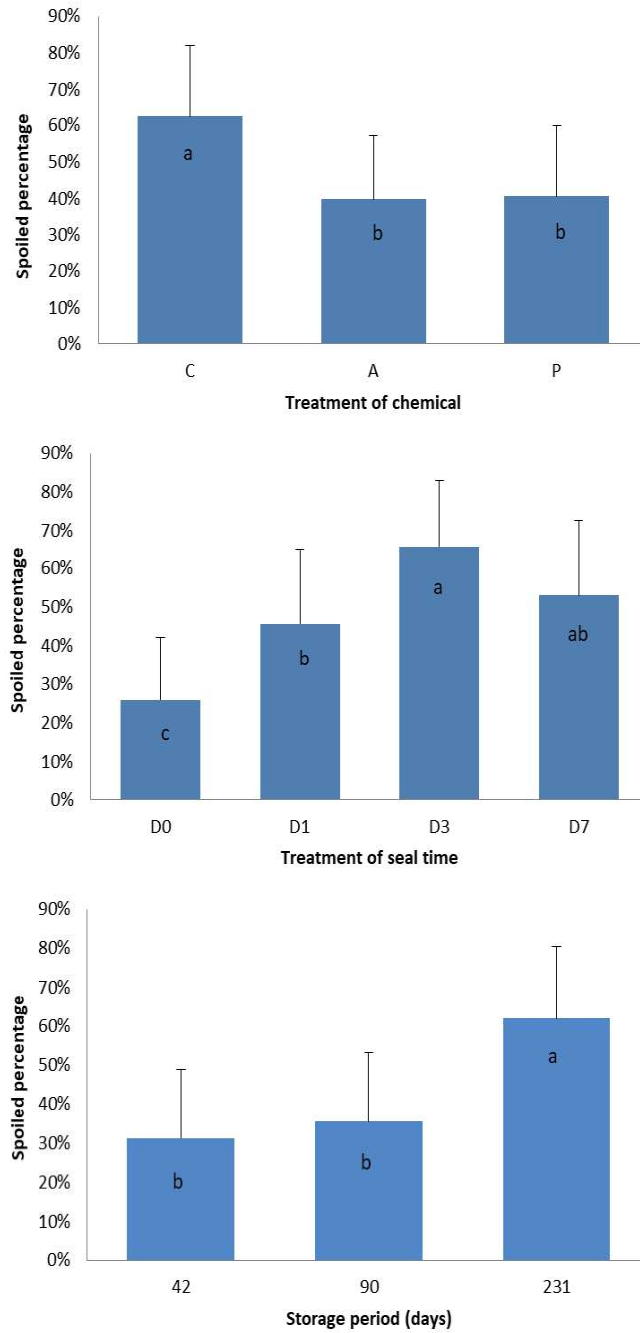 90%
80%
70%
60%
50%
40%
30%
20%
10%
0%
Spoiled percentage
a
b
b
C A P
Treatment of chemical
90%
80%
70%
60%
50%
40%
30%
20%
10%
0%
Spoiled percentage
c
b
a
ab
D0 D1 D3 D7
Treatment of seal time
90%
80%
70%
60%
50%
40%
30%
20%
10%
0%
Spoiled percentage
b
b
a
42 90 231
Storage period (days)